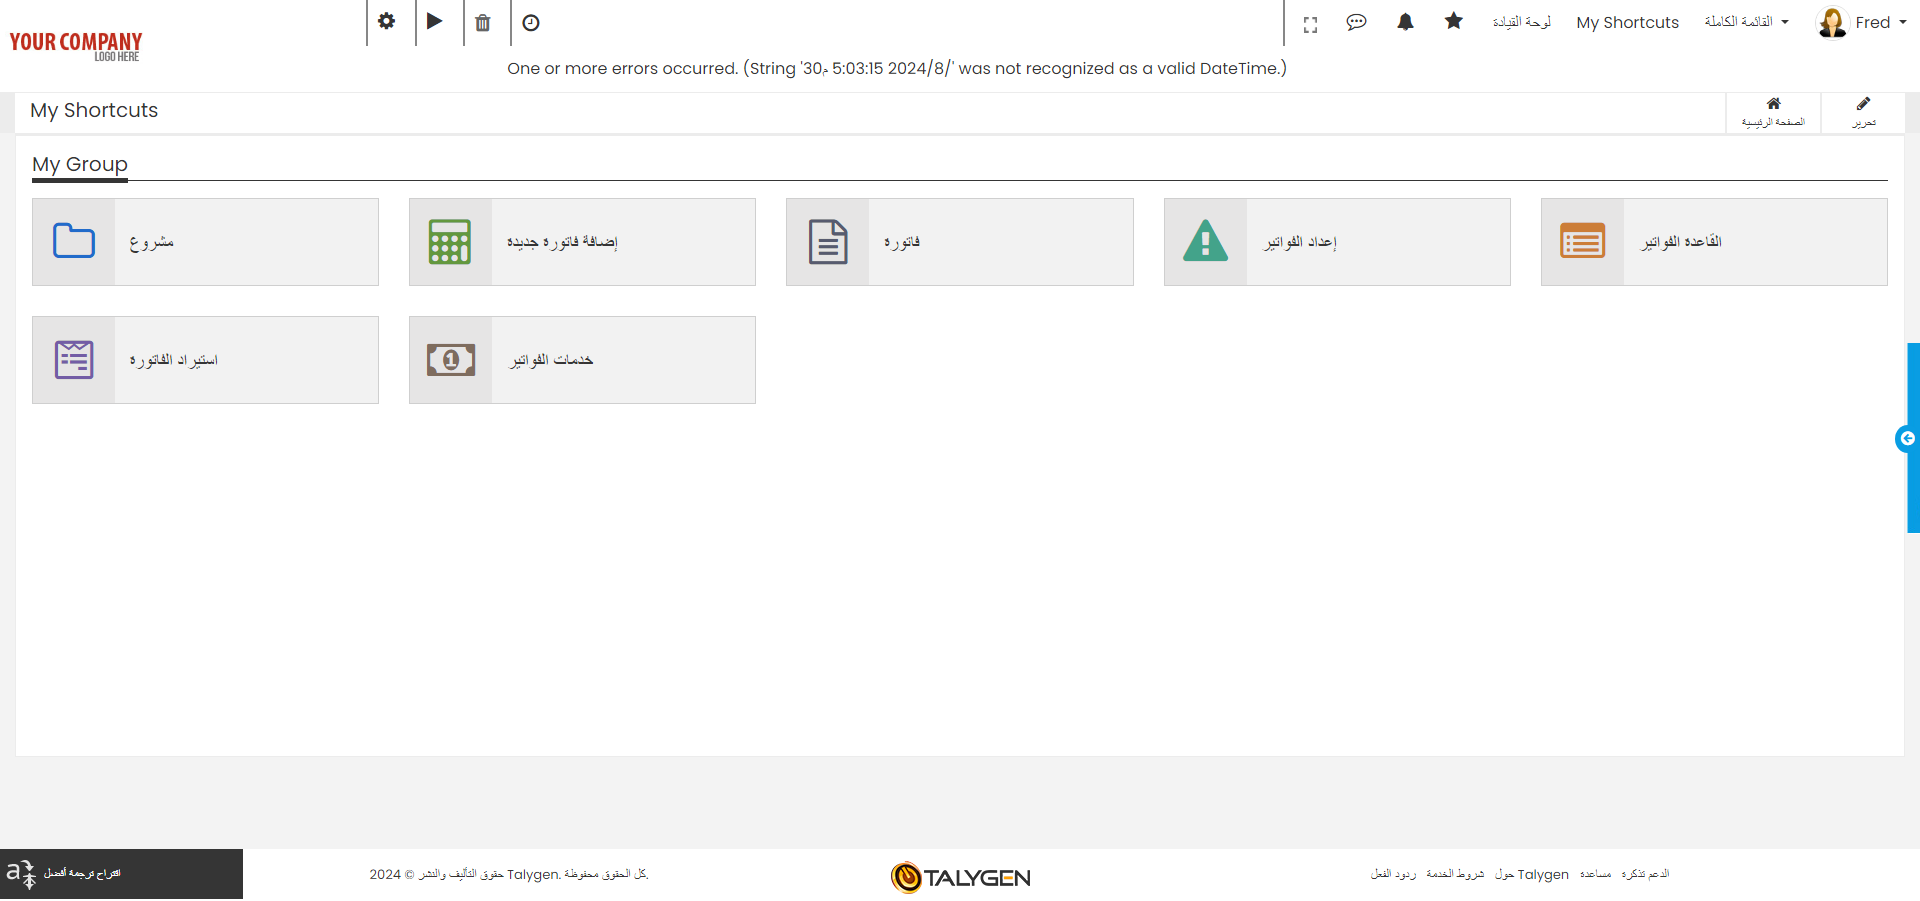 YOUR COMPANY
LOGO HERE
لوحة القيادة
My Shortcuts
القائمة الكاملة
Fred
One or more errors occurred. (String '30/8/2024 5:03:15 م' was not recognized as a valid DateTime.)
My Shortcuts
الصفحة الرئيسية
تحرير
My Group
مشروع
إضافة فاتورة جديدة
فاتورة
إعداد الفواتير
القاعدة الفواتير
استيراد الفاتورة
خدمات الفواتير
اقتراح ترجمة أفضل
حقوق التأليف والنشر © 2024 Talygen. كل الحقوق محفوظة.
TALYGEN
حول Talygen
شروط الخدمة
ردود الفعل
مساعدة
الدعم تذكرة